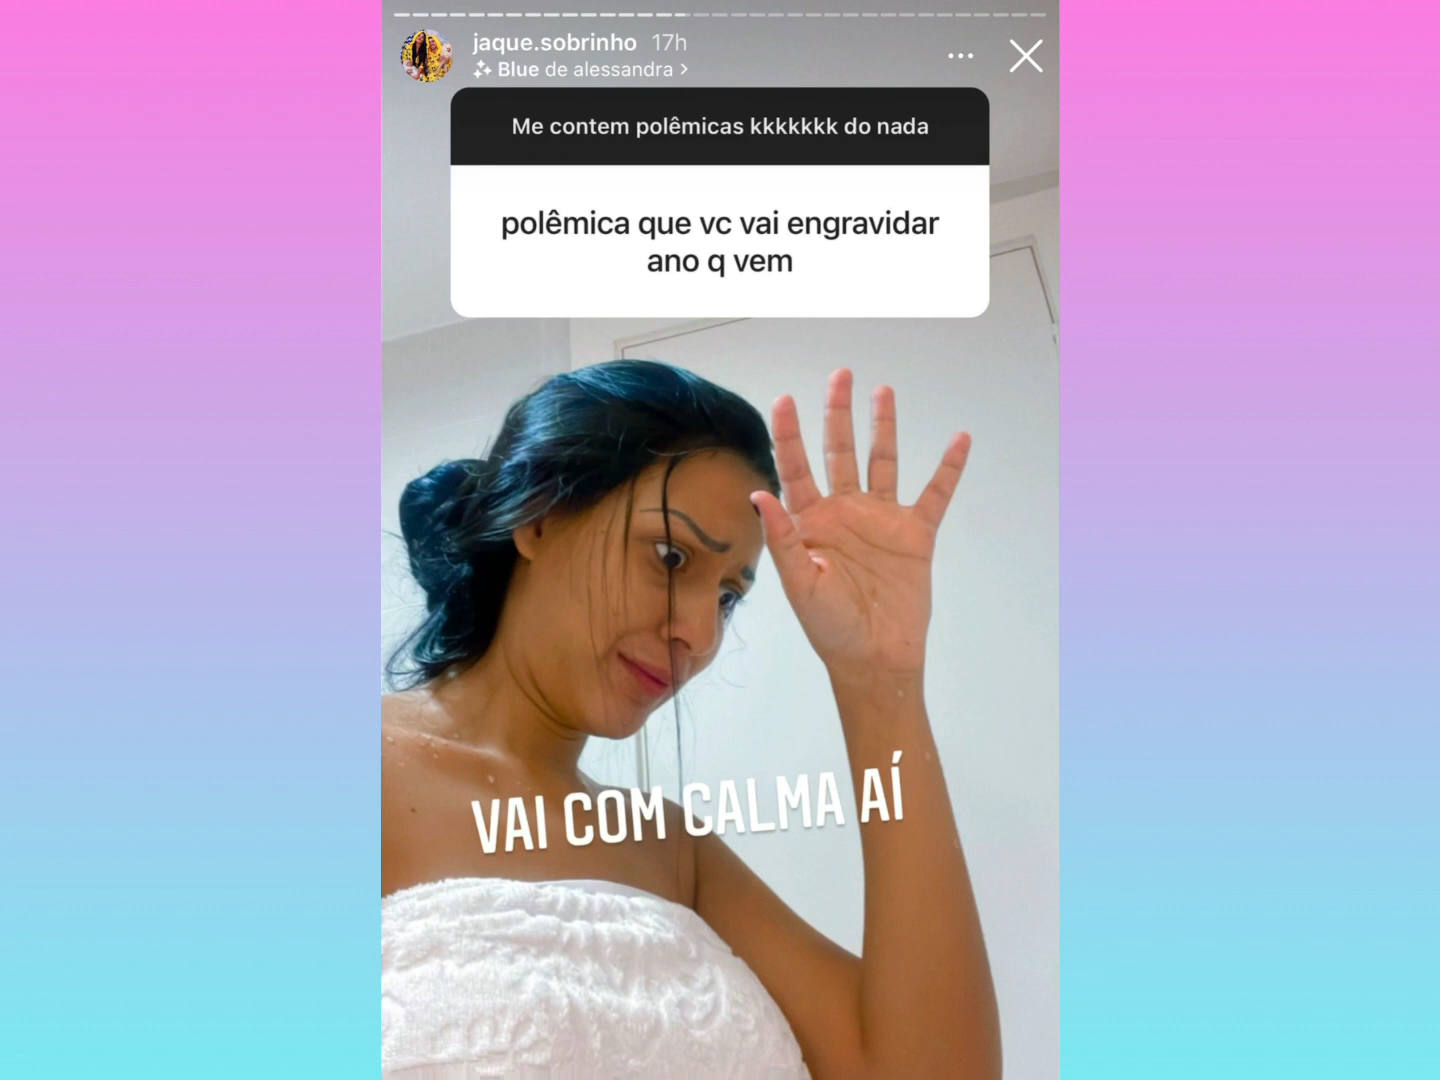 jaque.sobrinho 17h
Blue de alessandra >
Me contem polêmicas kkkkkkk do nada
polêmica que vc vai engravidar
ano q vem
VAI COM CALMA AÍ